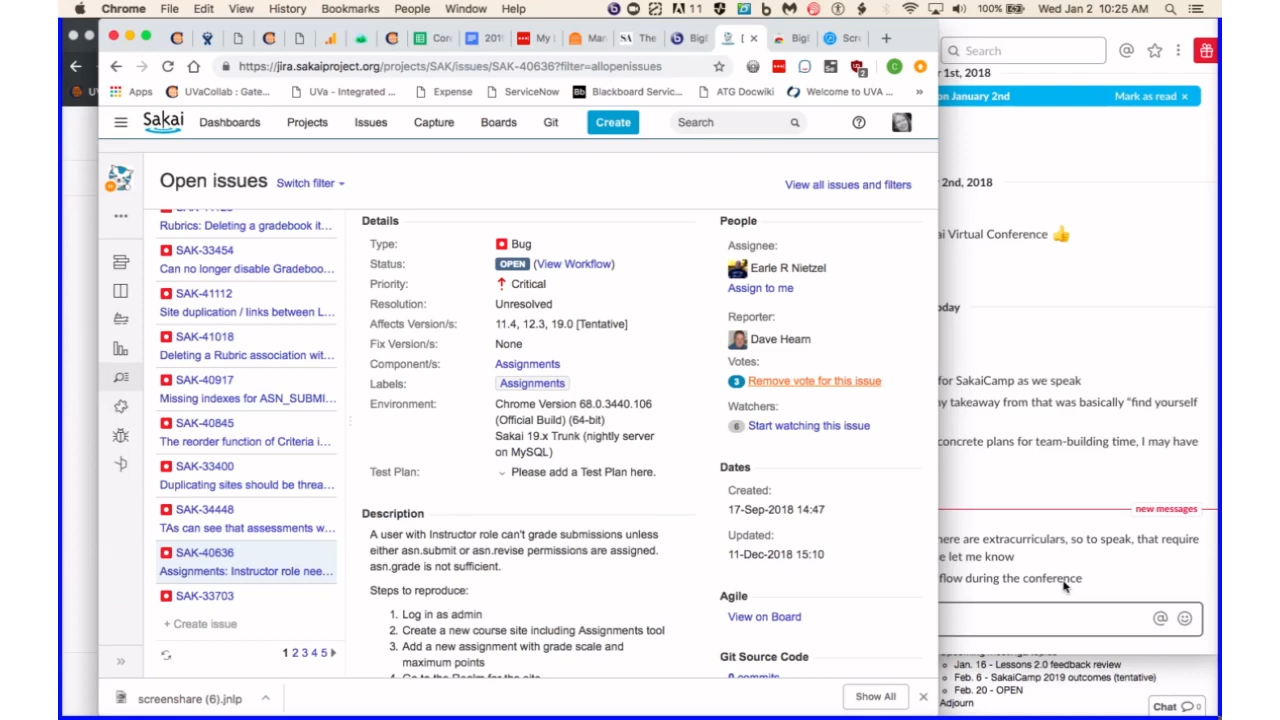 Chrome File Edit View History Bookmarks People Window Help
11 100% Wed Jan 2 10:25 AM
Con 2019 My Mar SA The Bigl Bigl Scre
https://jira.sakaiproject.org/projects/SAK/issues/SAK-40636?filter=allopenissues
Apps UVaCollab : Gate... UVa - Integrated ... Expense ServiceNow Bb Blackboard Servic... ATG Docwiki Welcome to UVA ... »
Sakai Dashboards Projects Issues Capture Boards Git Create Search
Open issues Switch filter
View all issues and filters
Rubrics: Deleting a gradebook it...
SAK-33454
Can no longer disable Gradeboo...
SAK-41112
Site duplication / links between L...
SAK-41018
Deleting a Rubric association wit...
SAK-40917
Missing indexes for ASN_SUBMI...
SAK-40845
The reorder function of Criteria i...
SAK-33400
Duplicating sites should be threa...
SAK-34448
TAs can see that assessments w...
SAK-40636
Assignments: Instructor role nee...
SAK-33703
+ Create issue
1 2 3 4 5
Details
Type: Bug
Status: OPEN (View Workflow)
Priority: Critical
Resolution: Unresolved
Affects Version/s: 11.4, 12.3, 19.0 [Tentative]
Fix Version/s: None
Component/s: Assignments
Labels: Assignments
Environment: Chrome Version 68.0.3440.106
(Official Build) (64-bit)
Sakai 19.x Trunk (nightly server
on MySQL)
Test Plan: Please add a Test Plan here.
Description
A user with Instructor role can't grade submissions unless
either asn.submit or asn.revise permissions are assigned.
asn.grade is not sufficient.
Steps to reproduce:
1. Log in as admin
2. Create a new course site including Assignments tool
3. Add a new assignment with grade scale and
maximum points
People
Assignee:
Earle R Nietzel
Assign to me
Reporter:
Dave Hearn
Votes:
3 Remove vote for this issue
Watchers:
6 Start watching this issue
Dates
Created:
17-Sep-2018 14:47
Updated:
11-Dec-2018 15:10
Agile
View on Board
Git Source Code
0 commits
screenshare (6).jnlp
Show All
Search
r 1st, 2018
on January 2nd Mark as read ×
2nd, 2018
ai Virtual Conference
oday
for SakaiCamp as we speak
y takeaway from that was basically "find yourself
concrete plans for team-building time, I may have
new messages
here are extracurriculars, so to speak, that require
e let me know
flow during the conference
Jan. 16 - Lessons 2.0 feedback review
Feb. 6 - SakaiCamp 2019 outcomes (tentative)
Feb. 20 - OPEN
Adjourn
Chat 0